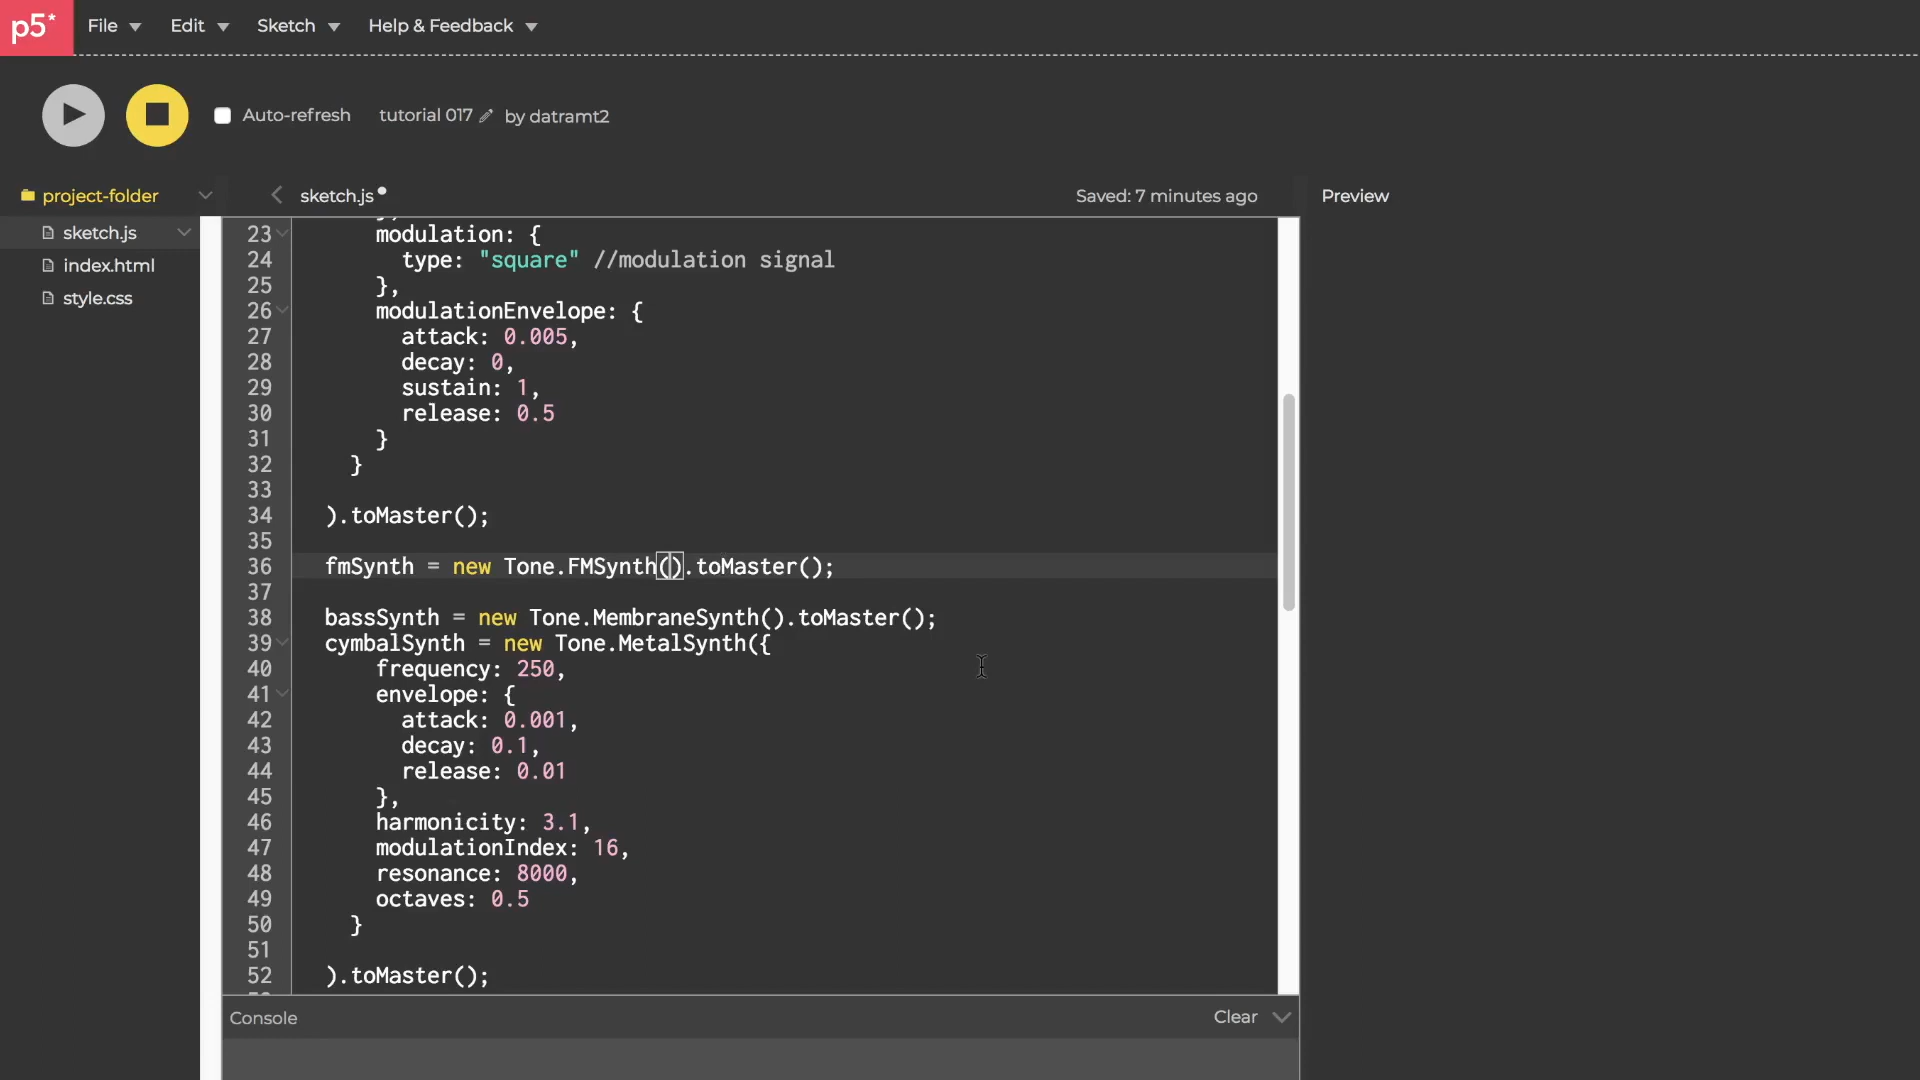 p5*
File
Edit
Sketch
Help & Feedback
Auto-refresh
tutorial 017
by datramt2
project-folder
sketch.js
index.html
style.css
sketch.js
Saved: 7 minutes ago
Preview
23 modulation: {
24 type: "square" //modulation signal
25 },
26 modulationEnvelope: {
27 attack: 0.005,
28 decay: 0,
29 sustain: 1,
30 release: 0.5
31 }
32 }
33
34 ).toMaster();
35
36 fmSynth = new Tone.FMSynth().toMaster();
37
38 bassSynth = new Tone.MembraneSynth().toMaster();
39 cymbalSynth = new Tone.MetalSynth({
40 frequency: 250,
41 envelope: {
42 attack: 0.001,
43 decay: 0.1,
44 release: 0.01
45 },
46 harmonicity: 3.1,
47 modulationIndex: 16,
48 resonance: 8000,
49 octaves: 0.5
50 }
51
52 ).toMaster();
Console
Clear